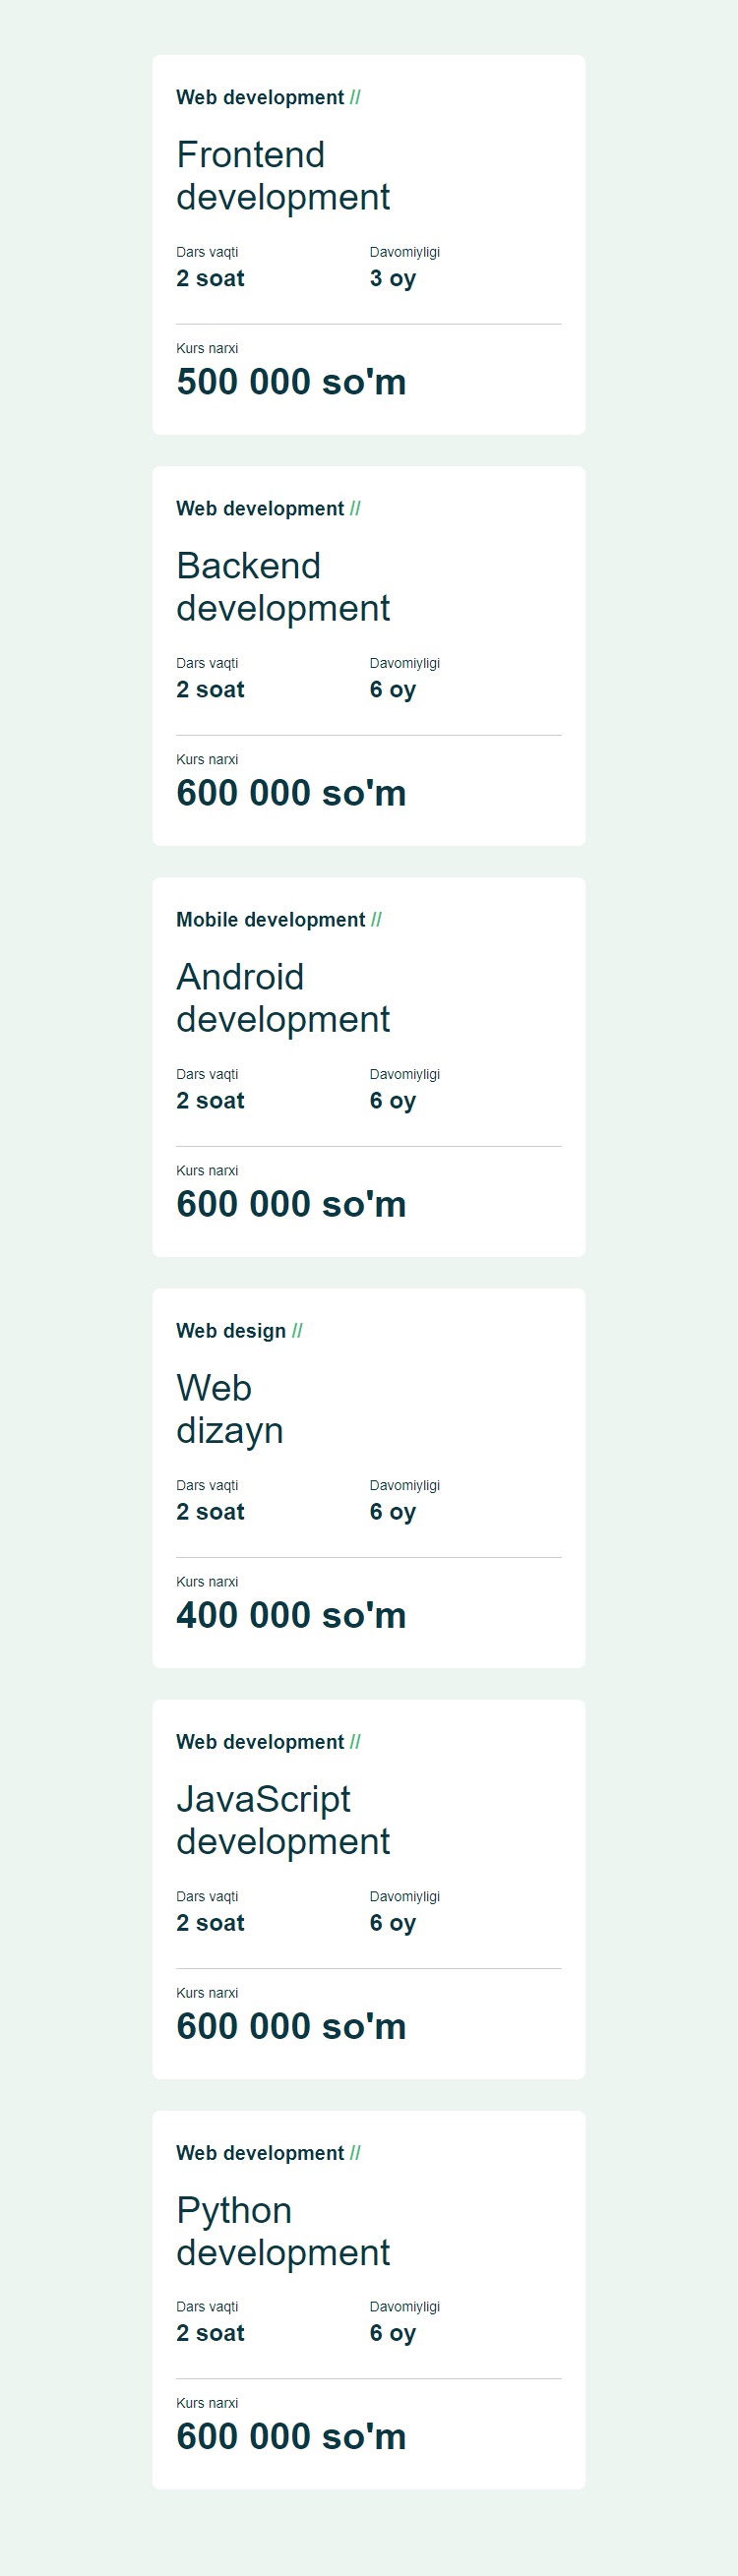 Web development //
Frontend
development
Dars vaqti Davomiyligi
2 soat 3 oy
Kurs narxi
500 000 so'm
Web development //
Backend
development
Dars vaqti Davomiyligi
2 soat 6 oy
Kurs narxi
600 000 so'm
Mobile development //
Android
development
Dars vaqti Davomiyligi
2 soat 6 oy
Kurs narxi
600 000 so'm
Web design //
Web
dizayn
Dars vaqti Davomiyligi
2 soat 6 oy
Kurs narxi
400 000 so'm
Web development //
JavaScript
development
Dars vaqti Davomiyligi
2 soat 6 oy
Kurs narxi
600 000 so'm
Web development //
Python
development
Dars vaqti Davomiyligi
2 soat 6 oy
Kurs narxi
600 000 so'm